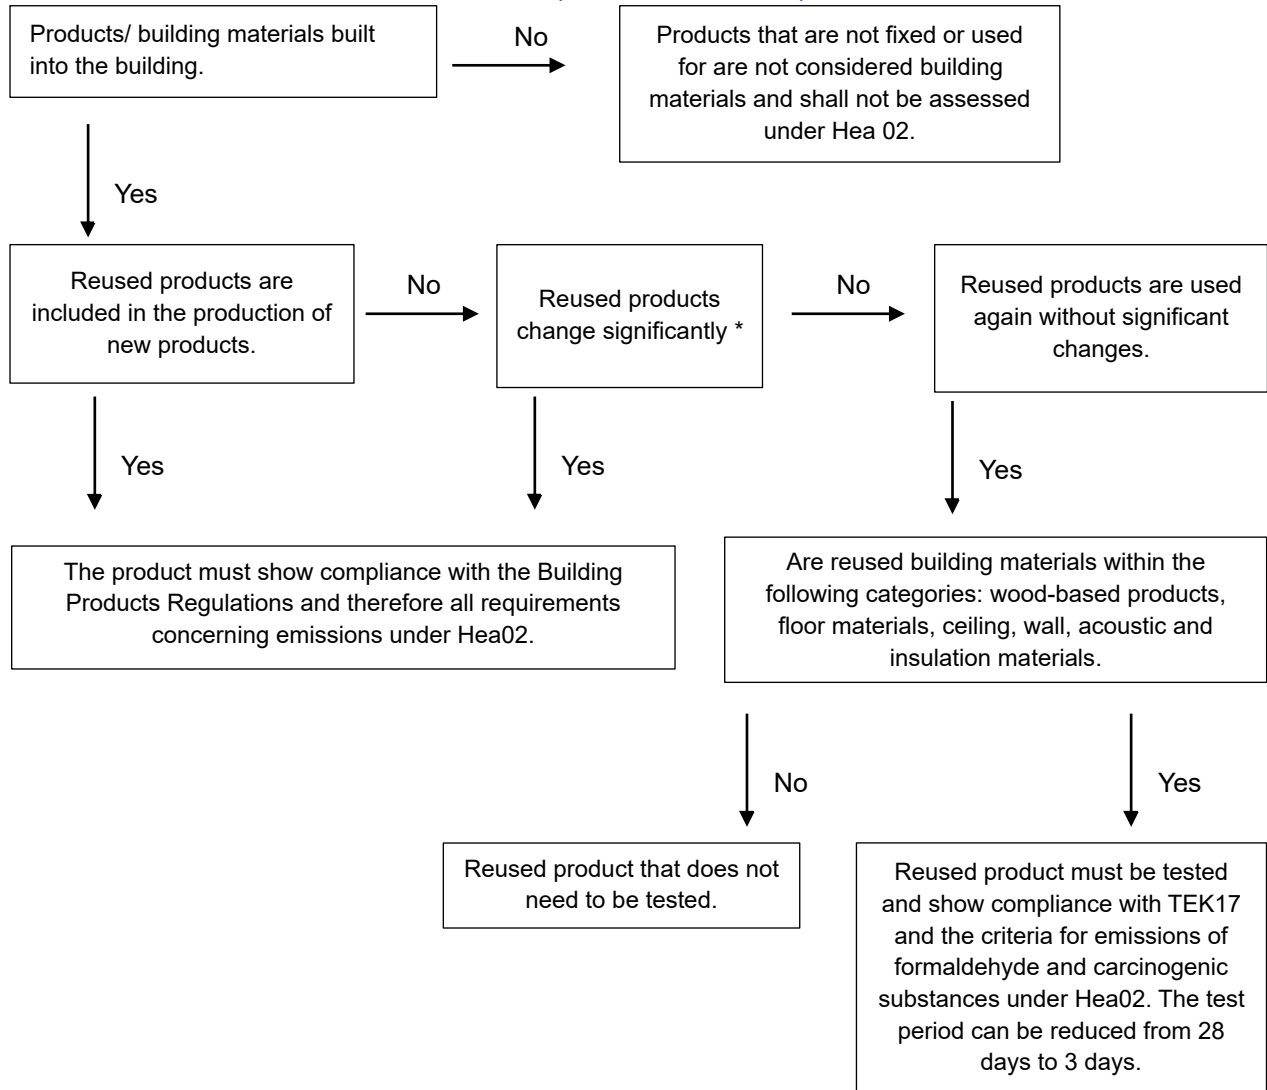 Products/ building materials built
into the building.
No
Products that are not fixed or used
for are not considered building
materials and shall not be assessed
under Hea 02.
Yes
Reused products are
included in the production of
new products.
No
Reused products
change significantly *
No
Reused products are used
again without significant
changes.
Yes
Yes
Yes
The product must show compliance with the Building
Products Regulations and therefore all requirements
concerning emissions under Hea02.
Are reused building materials within the
following categories: wood-based products,
floor materials, ceiling, wall, acoustic and
insulation materials.
No
Yes
Reused product that does not
need to be tested.
Reused product must be tested
and show compliance with TEK17
and the criteria for emissions of
formaldehyde and carcinogenic
substances under Hea02. The test
period can be reduced from 28
days to 3 days.